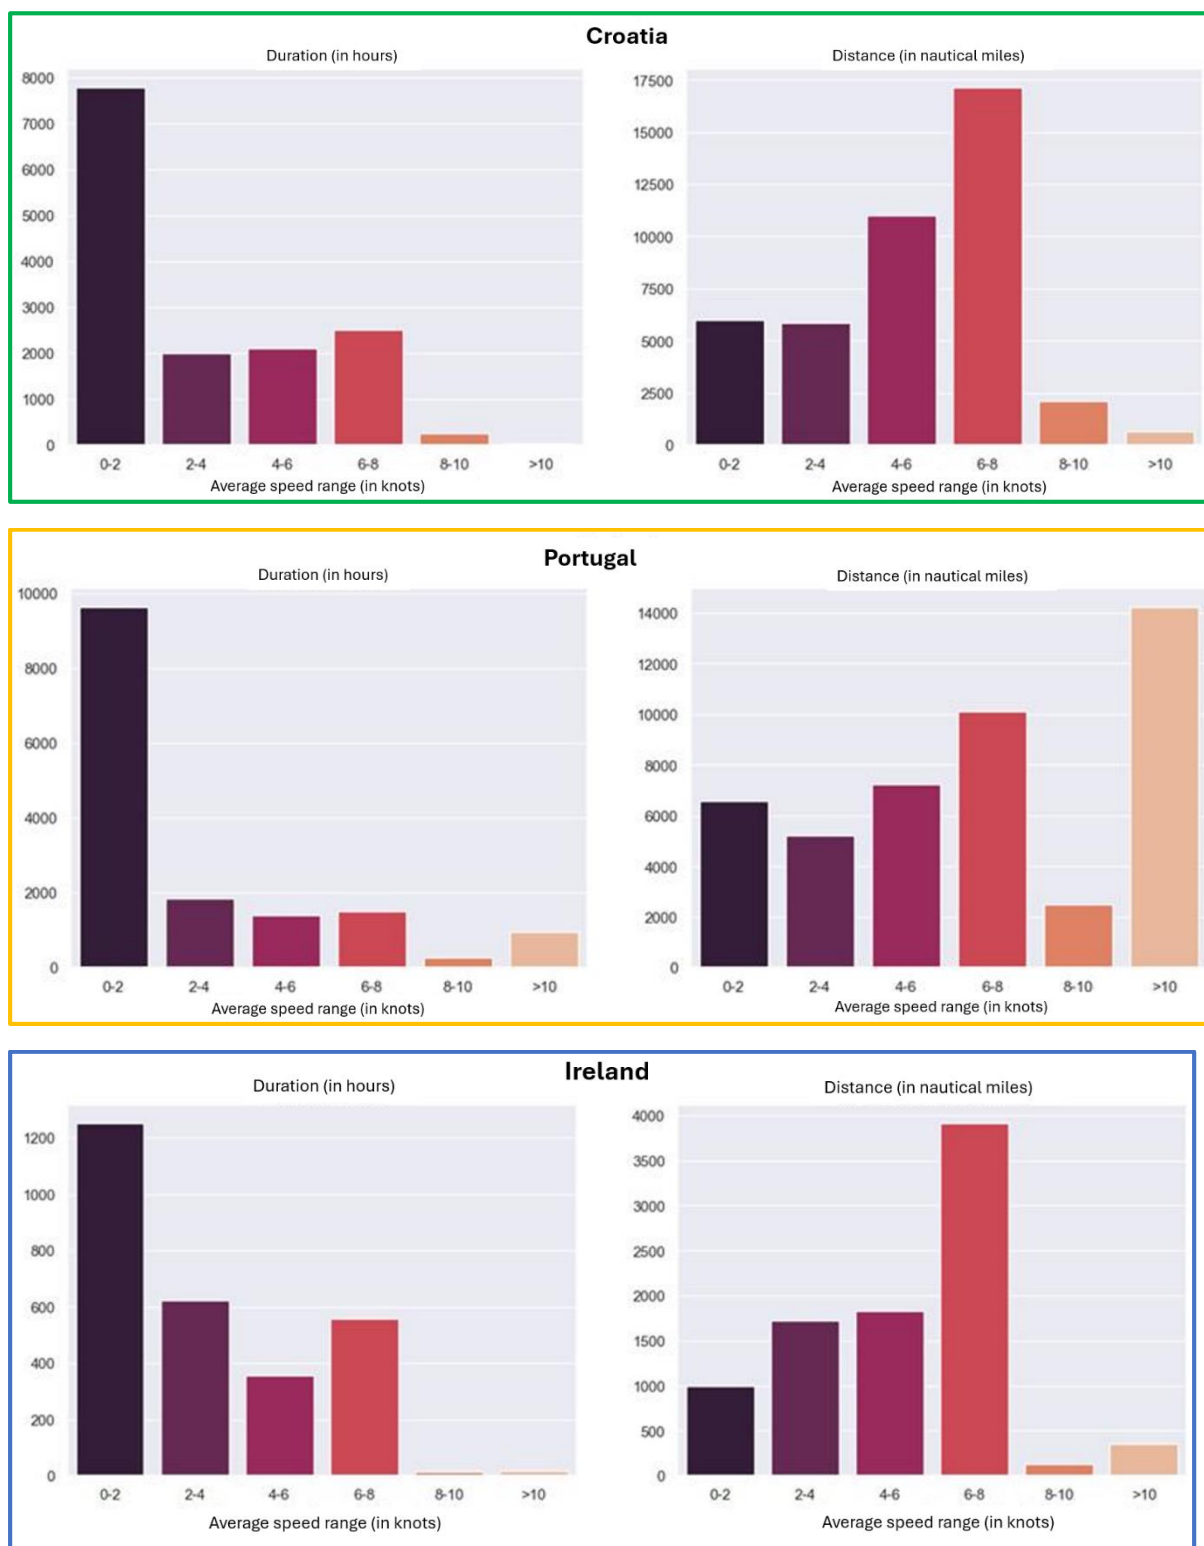 Croatia
Duration (in hours)
8000
7000
6000
5000
4000
3000
2000
1000
0
0-2 2-4 4-6 6-8 8-10 >10
Average speed range (in knots)
Distance (in nautical miles)
17500
15000
12500
10000
7500
5000
2500
0
0-2 2-4 4-6 6-8 8-10 >10
Average speed range (in knots)
Portugal
Duration (in hours)
10000
8000
6000
4000
2000
0
0-2 2-4 4-6 6-8 8-10 >10
Average speed range (in knots)
Distance (in nautical miles)
14000
12000
10000
8000
6000
4000
2000
0
0-2 2-4 4-6 6-8 8-10 >10
Average speed range (in knots)
Ireland
Duration (in hours)
1200
1000
800
600
400
200
0
0-2 2-4 4-6 6-8 8-10 >10
Average speed range (in knots)
Distance (in nautical miles)
4000
3500
3000
2500
2000
1500
1000
500
0
0-2 2-4 4-6 6-8 8-10 >10
Average speed range (in knots)